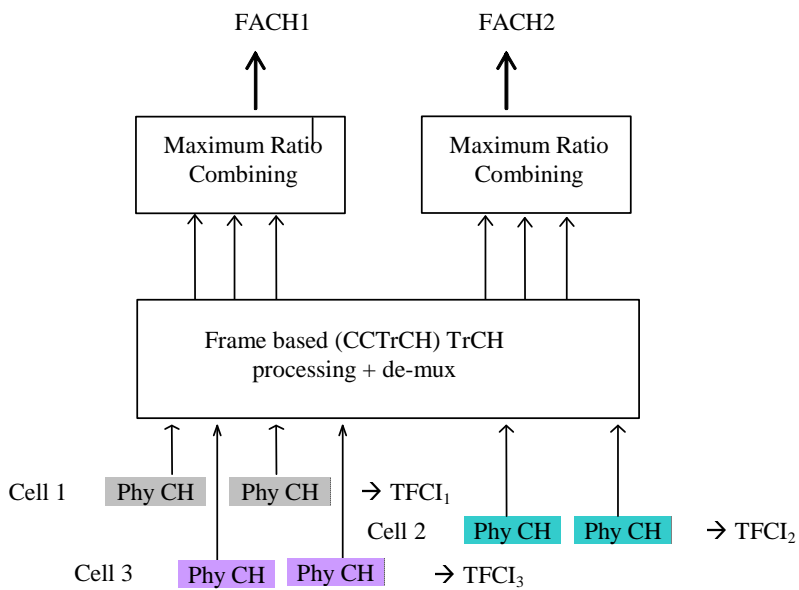 FACH1 FACH2
Maximum Ratio Combining
Maximum Ratio Combining
Frame based (CCTrCH) TrCH
processing + de-mux
Cell 1 Phy CH Phy CH → TFCI₁
Cell 2 Phy CH Phy CH → TFCI₂
Cell 3 Phy CH Phy CH → TFCI₃